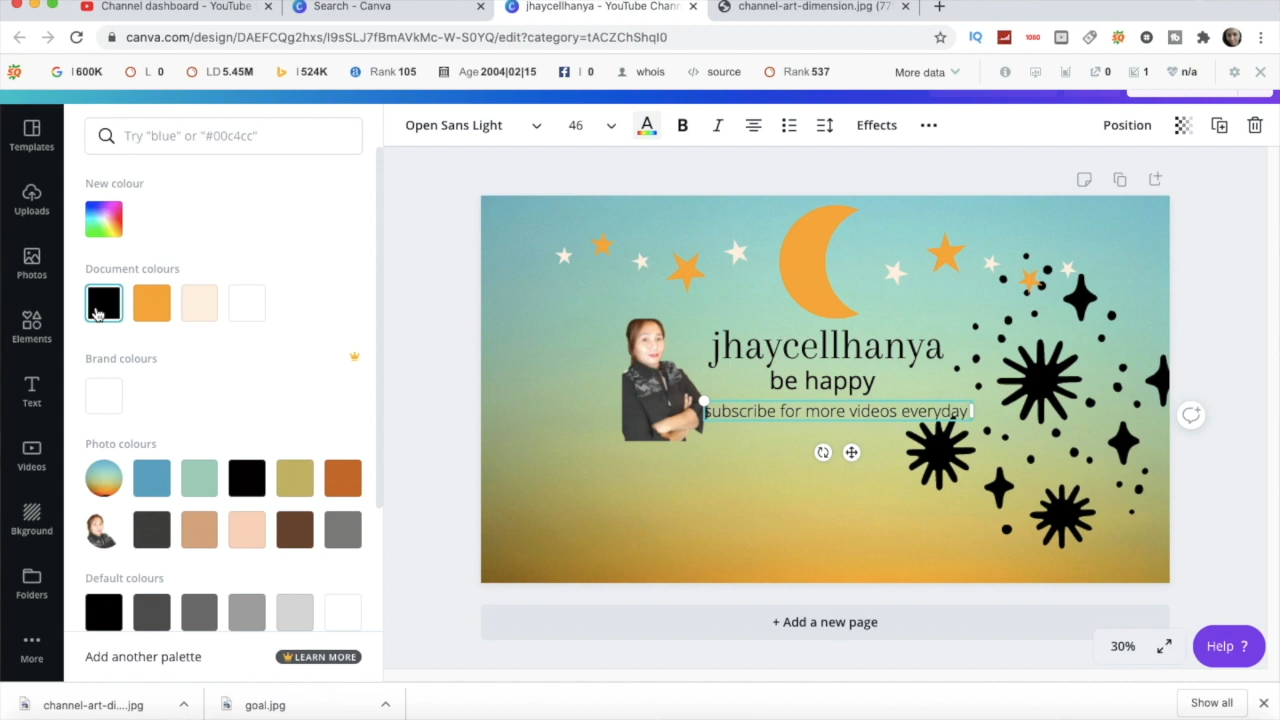 Channel dashboard - YouTube
Search - Canva
jhaycellhanya - YouTube Chann
channel-art-dimension.jpg (77
canva.com/design/DAEFCQg2hxs/l9sSLJ7fBmAVkMc-W-S0YQ/edit?category=tACZChShqI0
IQ
1080
SQ
I 600K
L 0
LD 5.45M
I 524K
Rank 105
Age 2004|02|15
I 0
whois
source
Rank 537
More data
0
1
n/a
Templates
Uploads
Photos
Elements
Text
Videos
Bkground
Folders
More
Try "blue" or "#00c4cc"
New colour
Document colours
Brand colours
Photo colours
Default colours
Add another palette
LEARN MORE
Open Sans Light
46
A
B
I
Effects
Position
jhaycellhanya
be happy
subscribe for more videos everyday
+ Add a new page
30%
Help ?
channel-art-di....jpg
goal.jpg
Show all